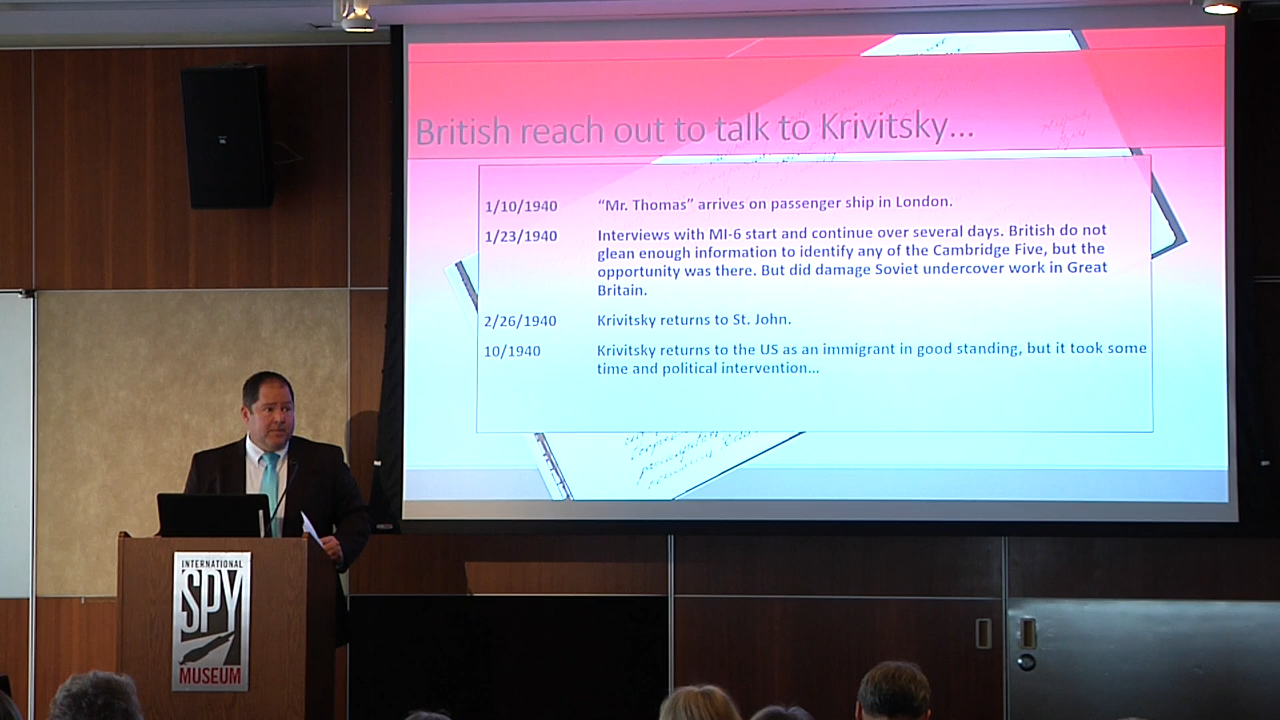 British reach out to talk to Krivitsky...
1/10/1940 "Mr. Thomas" arrives on passenger ship in London.
1/23/1940 Interviews with MI-6 start and continue over several days. British do not
glean enough information to identify any of the Cambridge Five, but the
opportunity was there. But did damage Soviet undercover work in Great
Britain.
2/26/1940 Krivitsky returns to St. John.
10/1940 Krivitsky returns to the US as an immigrant in good standing, but it took some
time and political intervention...
INTERNATIONAL
SPY
MUSEUM